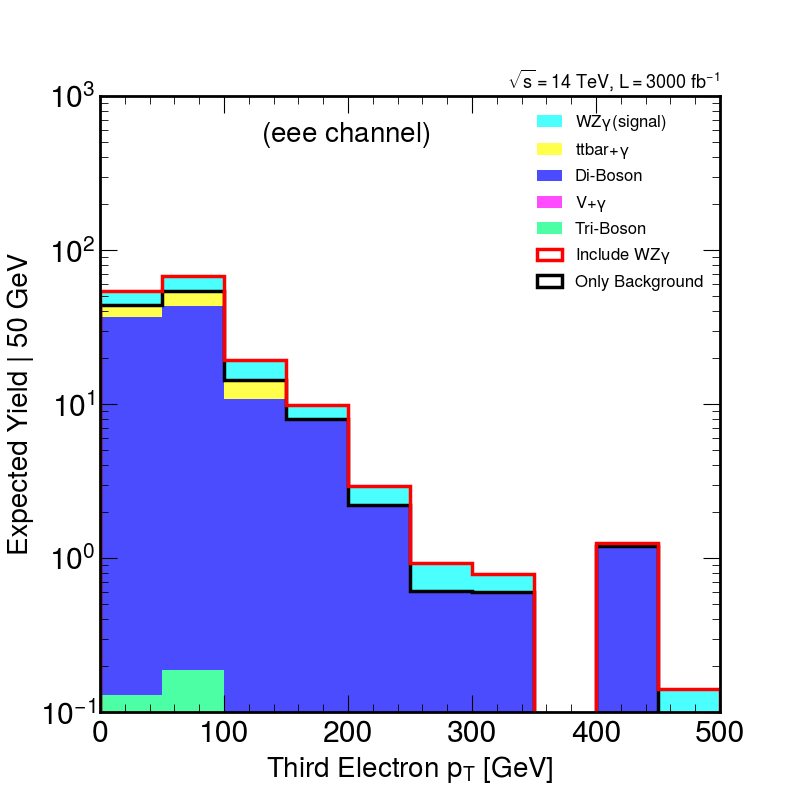 √s = 14 TeV, L = 3000 fb⁻¹
(eee channel)
WZγ(signal)
ttbar+γ
Di-Boson
V+γ
Tri-Boson
Include WZγ
Only Background
Expected Yield | 50 GeV
10³
10²
10¹
10⁰
10⁻¹
0 100 200 300 400 500
Third Electron p_T [GeV]